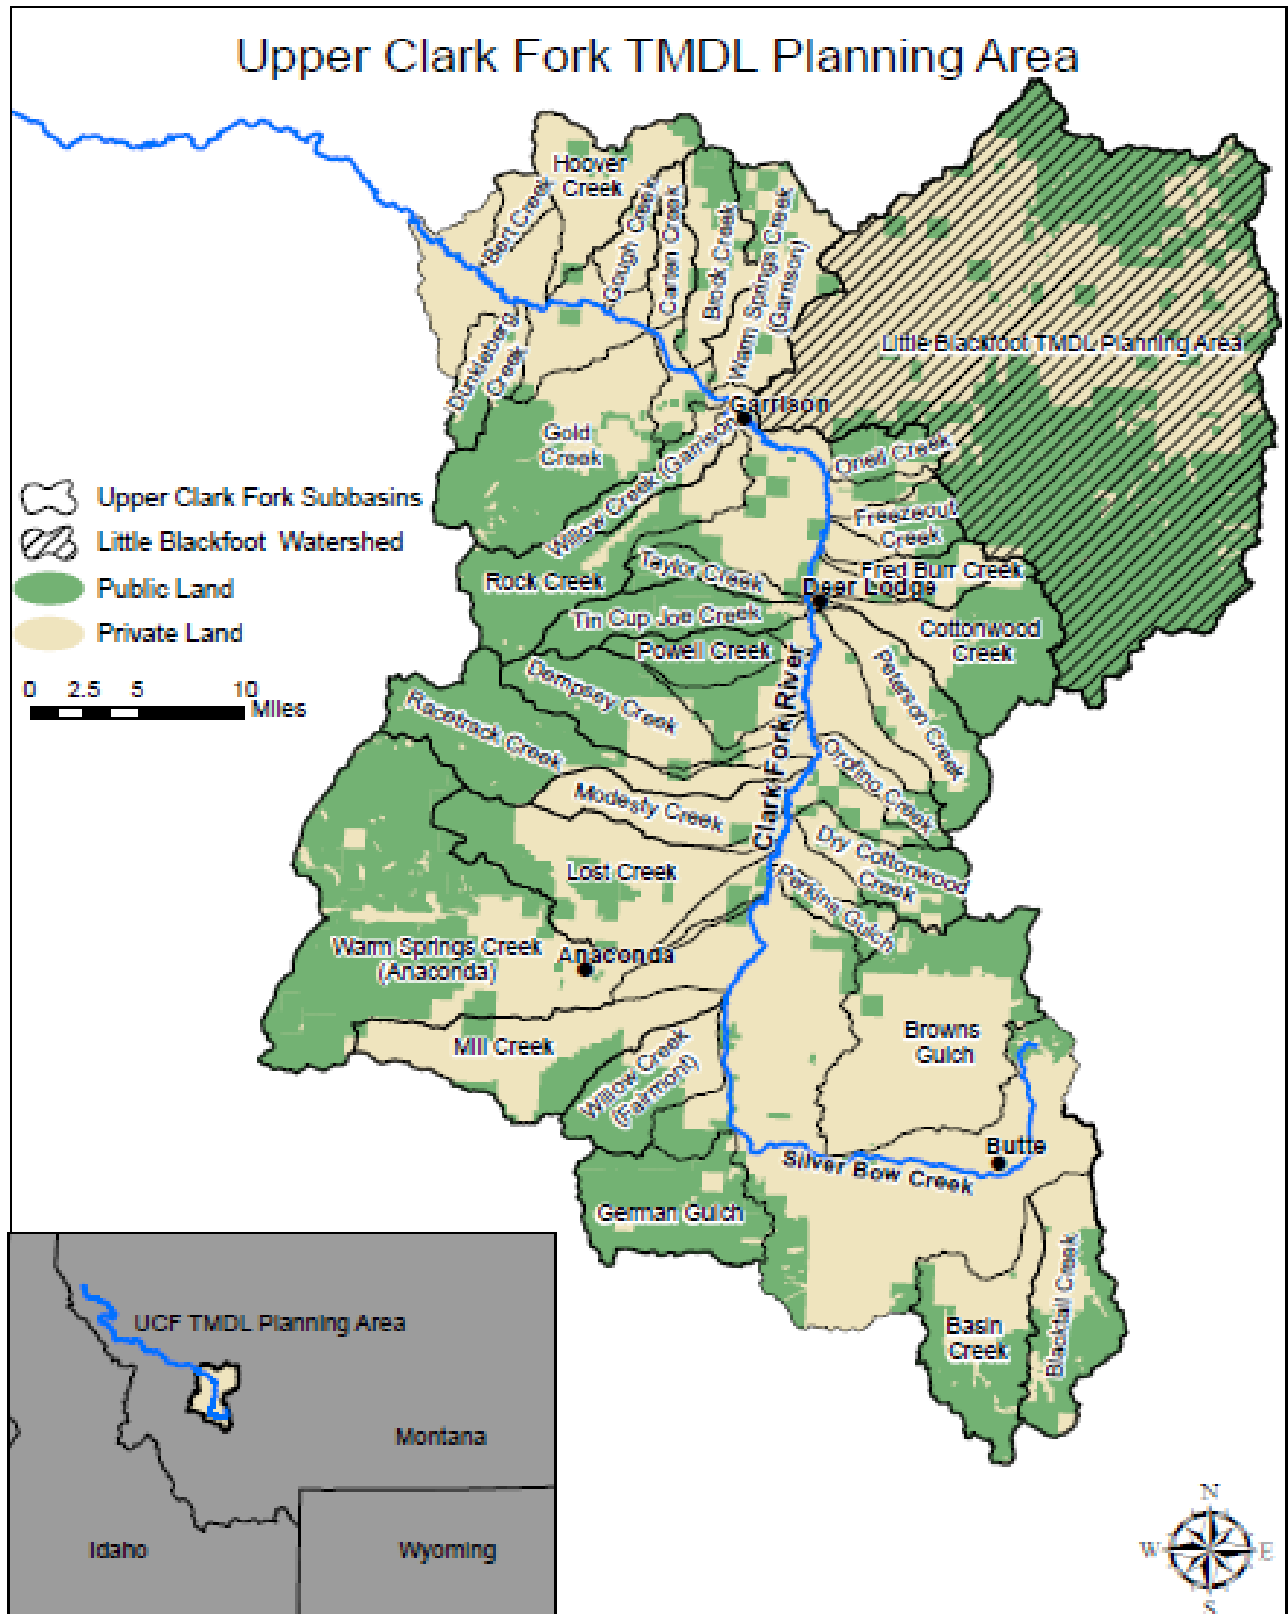 Upper Clark Fork TMDL Planning Area
Hoover
Creek
Bert Creek
Gough Creek
Carlen Creek
Brock Creek
Warm Springs Creek
(Garrison)
Little Blackfoot TMDL Planning Area
Dunkleberg
Creek
Garrison
Gold
Creek
Willow Creek (Garrison)
Oneil Creek
Upper Clark Fork Subbasins
Little Blackfoot Watershed
Public Land
Private Land
0 2.5 5 10
Miles
Freezeout
Creek
Rock Creek
Taylor Creek
Fred Burr Creek
Deer Lodge
Tin Cup Joe Creek
Cottonwood
Creek
Powell Creek
Peterson Creek
Dempsey Creek
Racetrack Creek
Clark Fork River
Orofino Creek
Modesty Creek
Dry Cottonwood
Creek
Lost Creek
Perkins Gulch
Warm Springs Creek
(Anaconda)
Anaconda
Mill Creek
Browns
Gulch
Willow Creek
(Fairmont)
Butte
Silver Bow Creek
German Gulch
Basin
Creek
Blacktail Creek
UCF TMDL Planning Area
Montana
Idaho
Wyoming
N
W
E
S